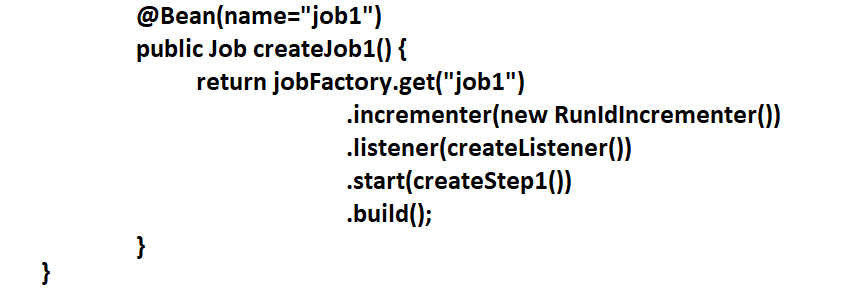 @Bean(name="job1")
public Job createJob1() {
return jobFactory.get("job1")
.incrementer(new RunIdIncrementer())
.listener(createListener())
.start(createStep1())
.build();
}
}